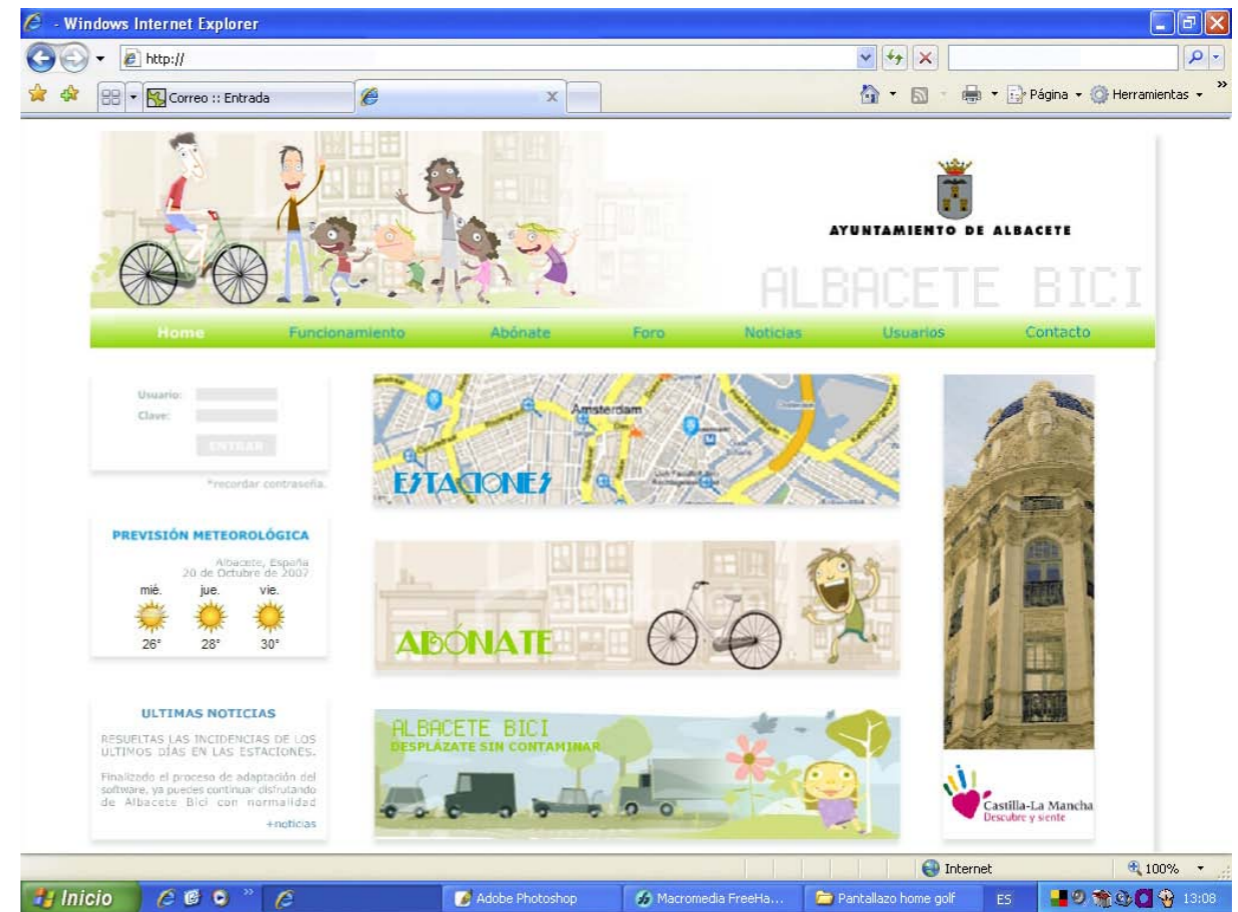 - Windows Internet Explorer
http://
Correo :: Entrada
Página
Herramientas
AYUNTAMIENTO DE ALBACETE
ALBACETE BICI
Home
Funcionamiento
Abónate
Foro
Noticias
Usuarios
Contacto
Usuario:
Clave:
ENTRAR
*recordar contraseña.
PREVISIÓN METEOROLÓGICA
Albacete, España
20 de Octubre de 2007
mié. jue. vie.
26° 28° 30°
ULTIMAS NOTICIAS
RESUELTAS LAS INCIDENCIAS DE LOS
ÚLTIMOS DÍAS EN LAS ESTACIONES.
Finalizado el proceso de adaptación del
software, ya puedes continuar disfrutando
de Albacete Bici con normalidad
+noticias
Amsterdam
ESTACIONES
ABÓNATE
ALBACETE BICI
DESPLÁZATE SIN CONTAMINAR
Castilla-La Mancha
Descubre y siente
Internet
100%
Inicio
Adobe Photoshop
Macromedia FreeHa...
Pantallazo home golf
ES
13:08